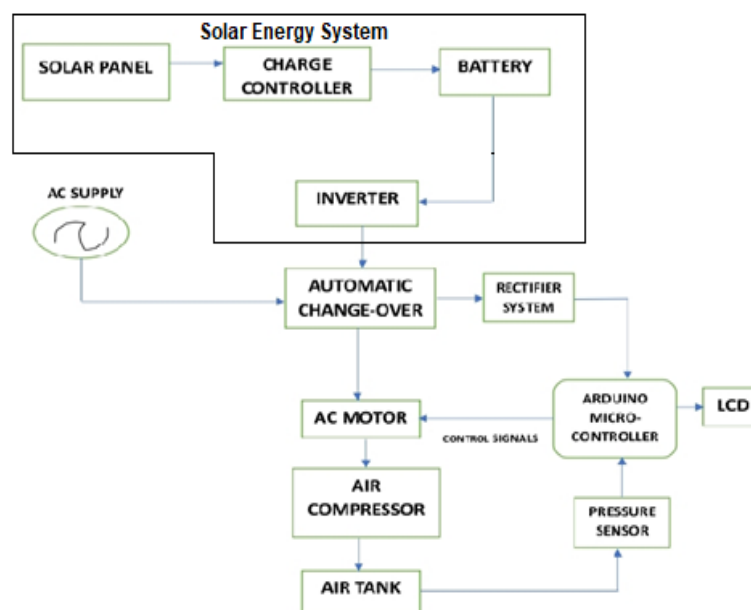 Solar Energy System
SOLAR PANEL
CHARGE
CONTROLLER
BATTERY
AC SUPPLY
INVERTER
AUTOMATIC
CHANGE-OVER
RECTIFIER
SYSTEM
AC MOTOR
CONTROL SIGNALS
ARDUINO
MICRO-
CONTROLLER
LCD
AIR
COMPRESSOR
PRESSURE
SENSOR
AIR TANK